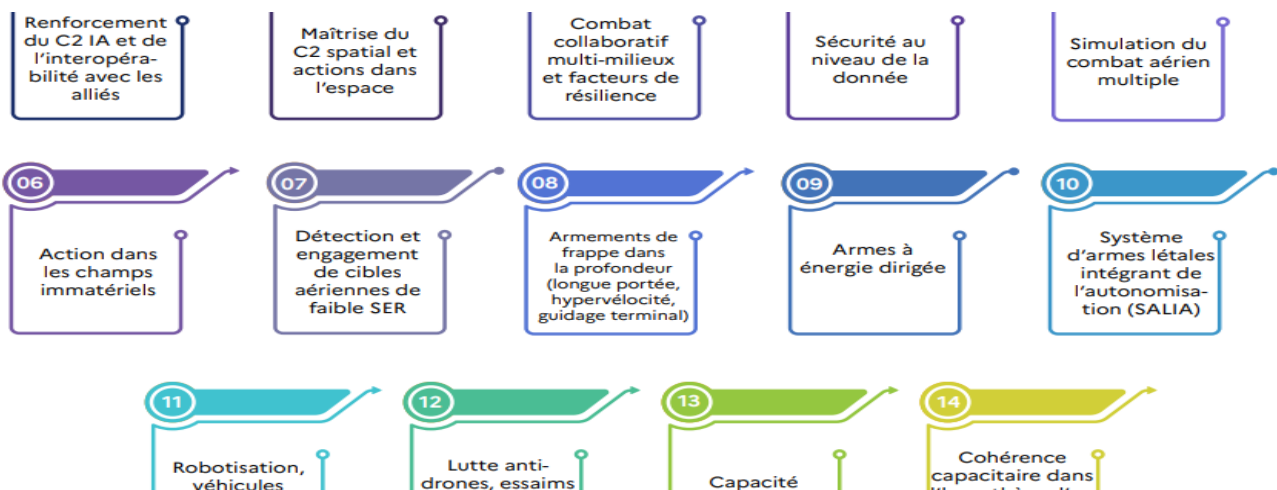 Renforcement
du C2 IA et de
l'interopéra-
bilité avec les
alliés
Maîtrise du
C2 spatial et
actions dans
l'espace
Combat
collaboratif
multi-milieux
et facteurs de
résilience
Sécurité au
niveau de la
donnée
Simulation du
combat aérien
multiple
06
Action dans
les champs
immatériels
07
Détection et
engagement
de cibles
aériennes de
faible SER
08
Armements de
frappe dans
la profondeur
(longue portée,
hypervélocité,
guidage terminal)
09
Armes à
énergie dirigée
10
Système
d'armes létales
intégrant de
l'autonomisa-
tion (SALIA)
11
Robotisation,
véhicules
12
Lutte anti-
drones, essaims
13
Capacité
14
Cohérence
capacitaire dans